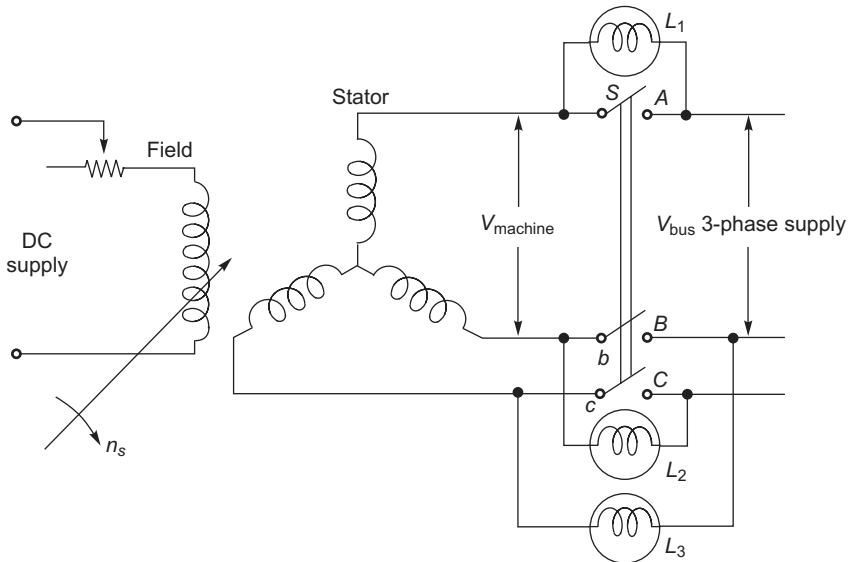 L1
S
A
Stator
Field
Vmachine
Vbus 3-phase supply
DC
supply
B
b
C
c
ns
L2
L3